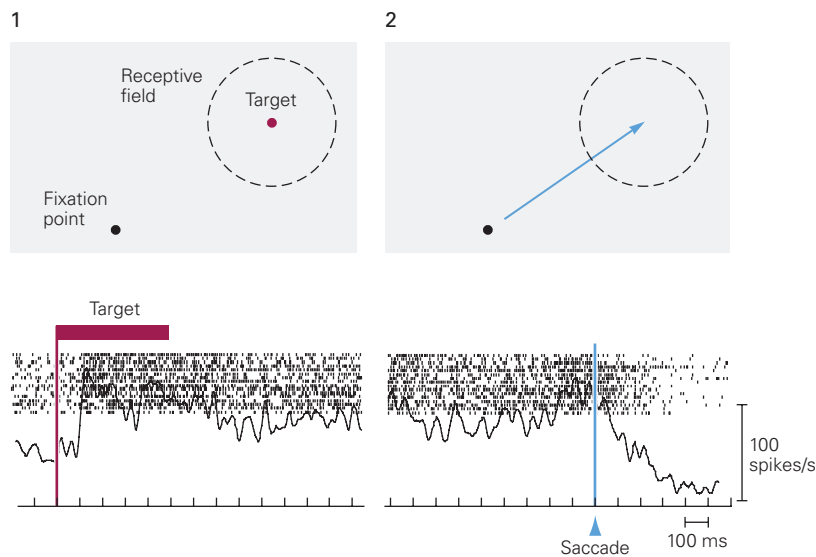 1
2
Receptive
field
Target
Fixation
point
Target
100
spikes/s
Saccade
100 ms